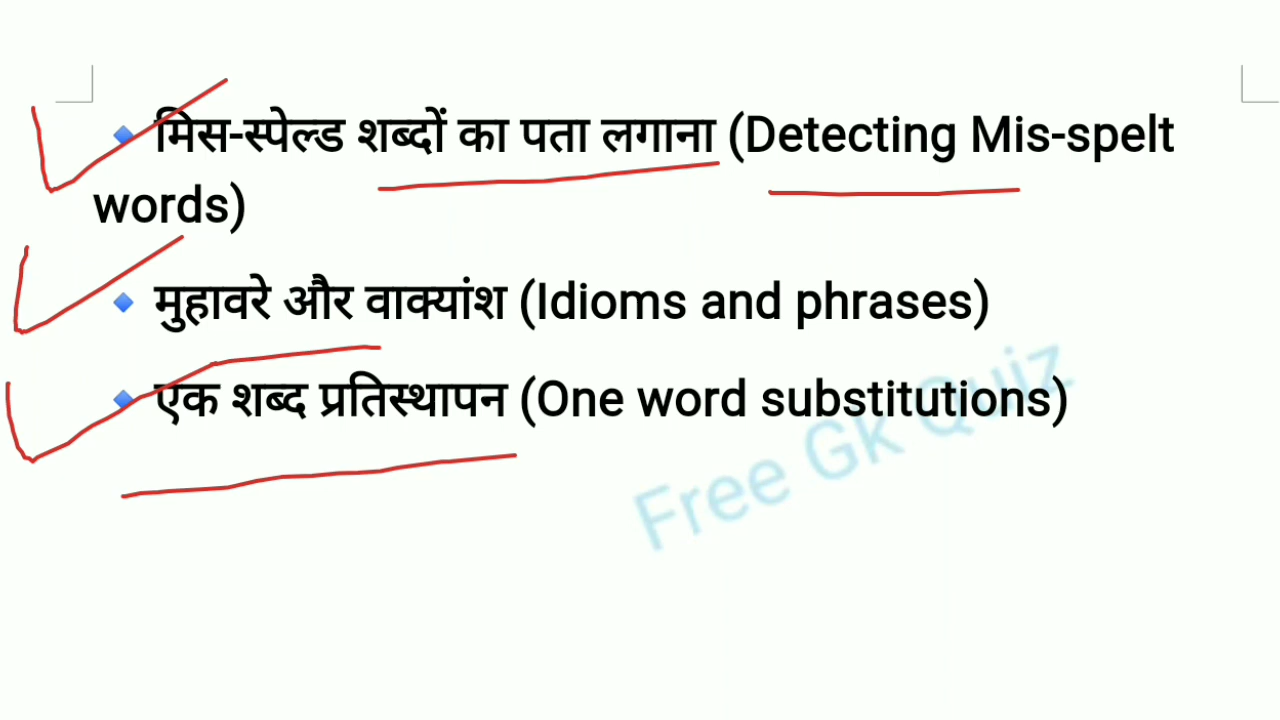 🔹 मिस-स्पेल्ड शब्दों का पता लगाना (Detecting Mis-spelt
words)
🔹 मुहावरे और वाक्यांश (Idioms and phrases)
🔹 एक शब्द प्रतिस्थापन (One word substitutions)
Free Gk Quiz